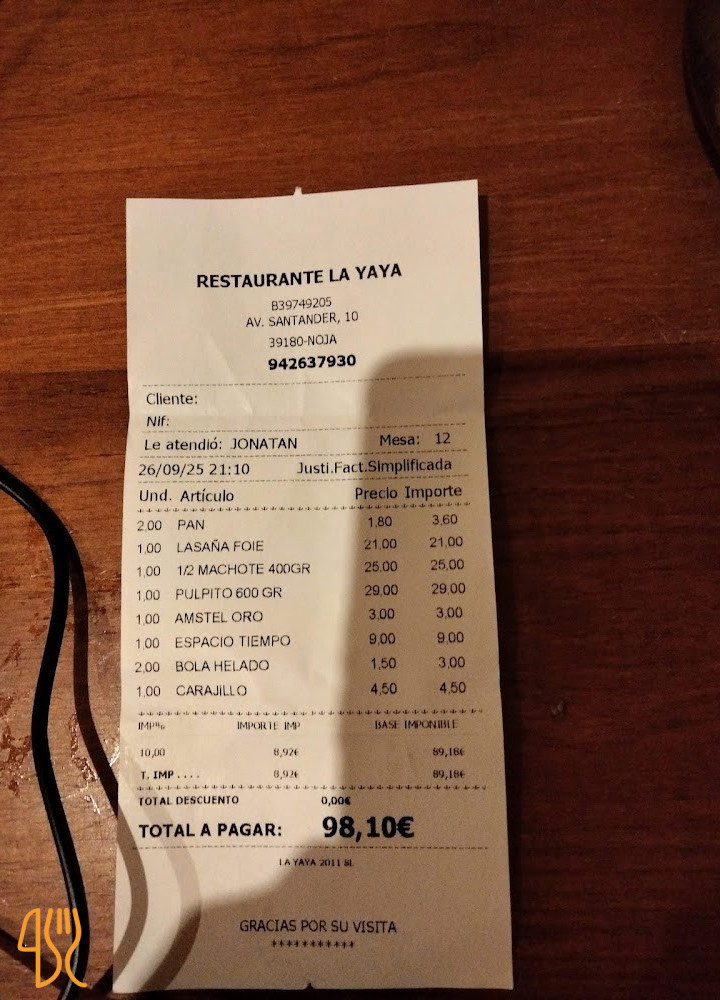 RESTAURANTE LA YAYA
B39749205
AV. SANTANDER, 10
39180-NOJA
942637930
Cliente:
Nif:
Le atendió: JONATAN Mesa: 12
26/09/25 21:10 Justi.Fact.Simplificada
Und. Artículo Precio Importe
2,00 PAN 1,80 3,60
1,00 LASAÑA FOIE 21,00 21,00
1,00 1/2 MACHOTE 400GR 25,00 25,00
1,00 PULPITO 600 GR 29,00 29,00
1,00 AMSTEL ORO 3,00 3,00
1,00 ESPACIO TIEMPO 9,00 9,00
2,00 BOLA HELADO 1,50 3,00
1,00 CARAJILLO 4,50 4,50
IMP% IMPORTE IMP BASE IMPONIBLE
10,00 8,92€ 89,18€
T. IMP .... 8,92€ 89,18€
TOTAL DESCUENTO 0,00€
TOTAL A PAGAR: 98,10€
LA YAYA 2011 SL
GRACIAS POR SU VISITA
***********